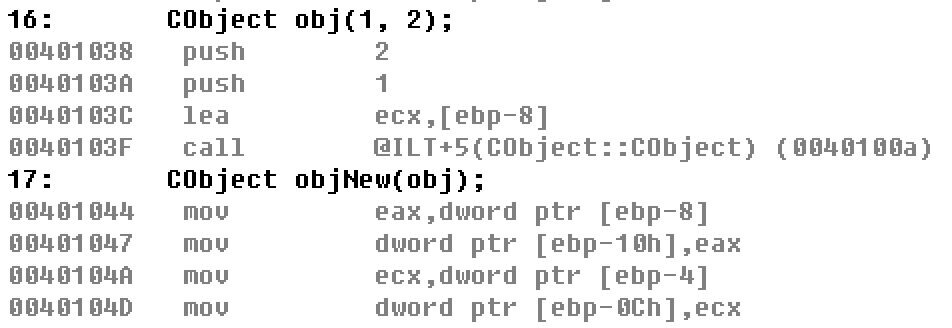 16:       CObject obj(1, 2);
00401038   push        2
0040103A   push        1
0040103C   lea         ecx,[ebp-8]
0040103F   call        @ILT+5(CObject::CObject) (0040100a)
17:       CObject objNew(obj);
00401044   mov         eax,dword ptr [ebp-8]
00401047   mov         dword ptr [ebp-10h],eax
0040104A   mov         ecx,dword ptr [ebp-4]
0040104D   mov         dword ptr [ebp-0Ch],ecx